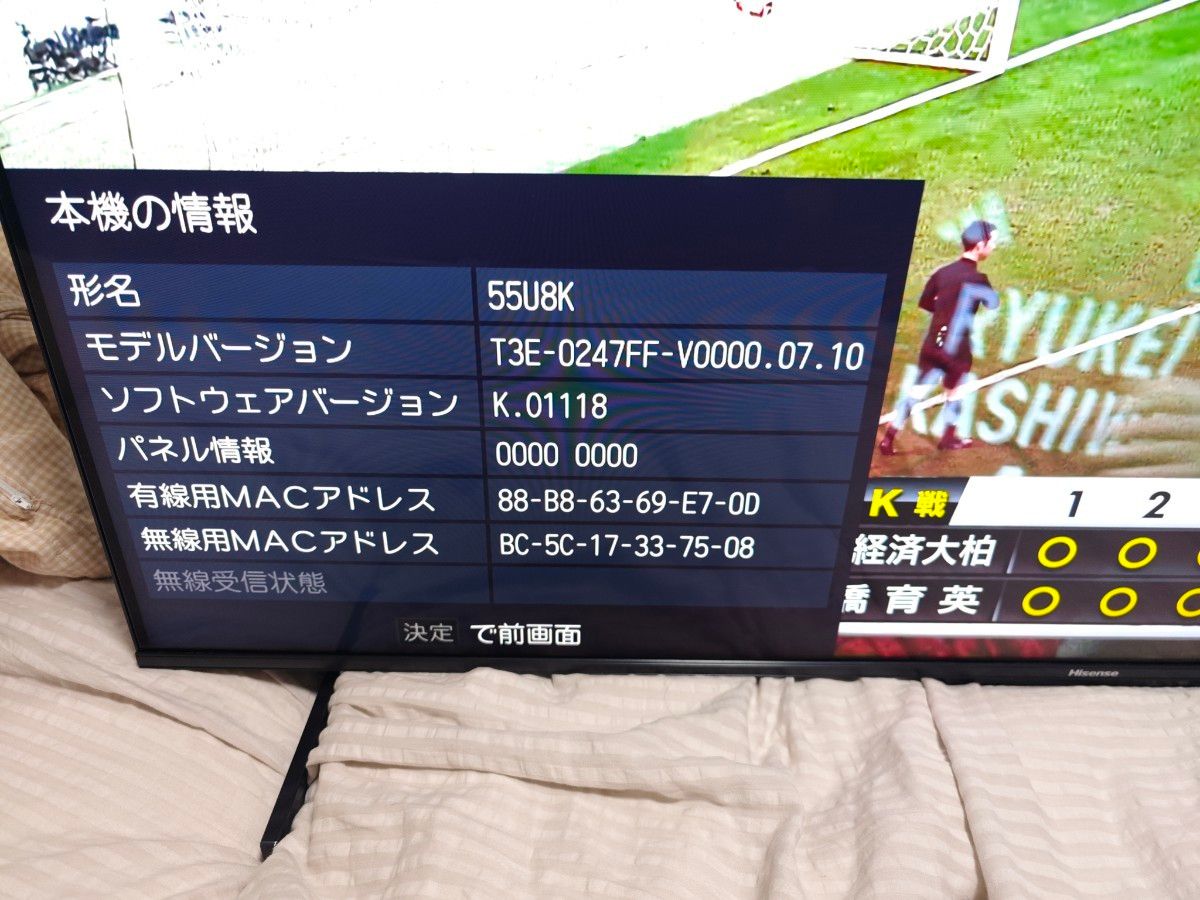 本機の情報
形名 55U8K
モデルバージョン T3E-0247FF-V0000.07.10
ソフトウェアバージョン K.01118
パネル情報 0000 0000
有線用MACアドレス 88-B8-63-69-E7-0D
無線用MACアドレス BC-5C-17-33-75-08
無線受信状態
決定 で前画面
RYUKEI
KASHIW
K戦 1 2
経済大柏
橋育英
Hisense